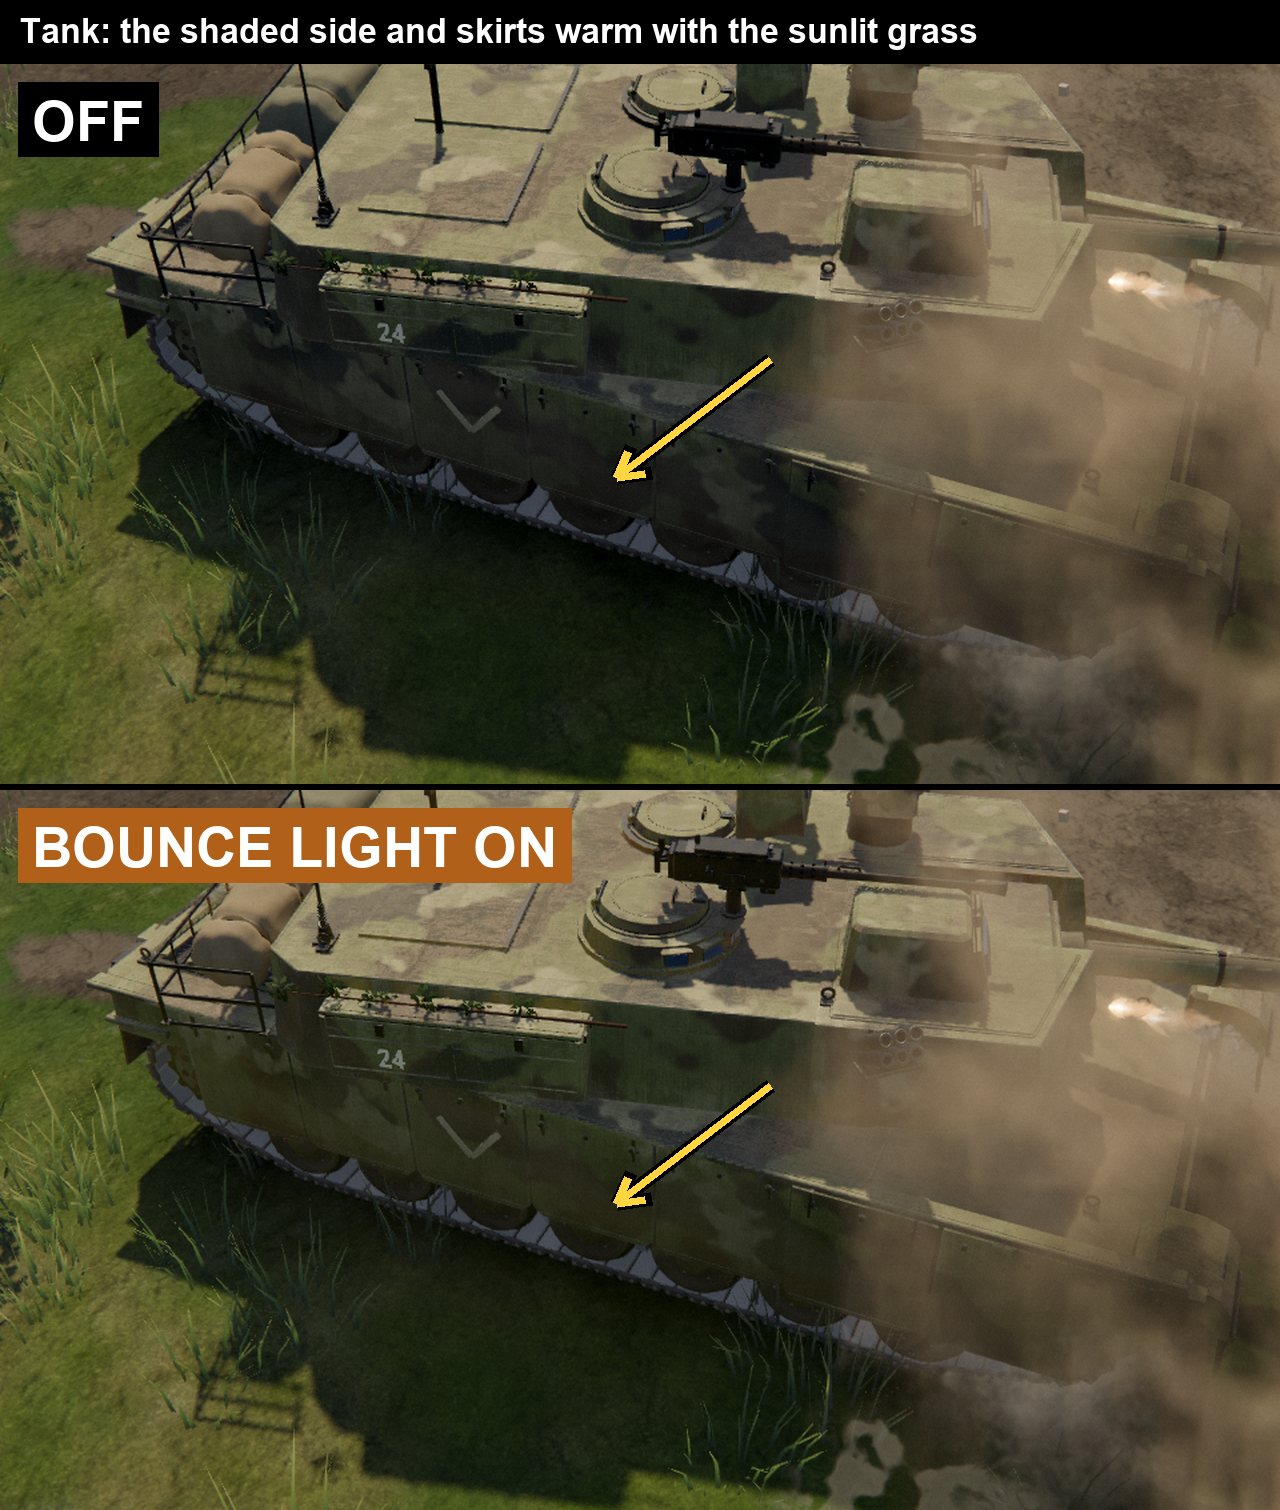 Tank: the shaded side and skirts warm with the sunlit grass
OFF
24
BOUNCE LIGHT ON
24